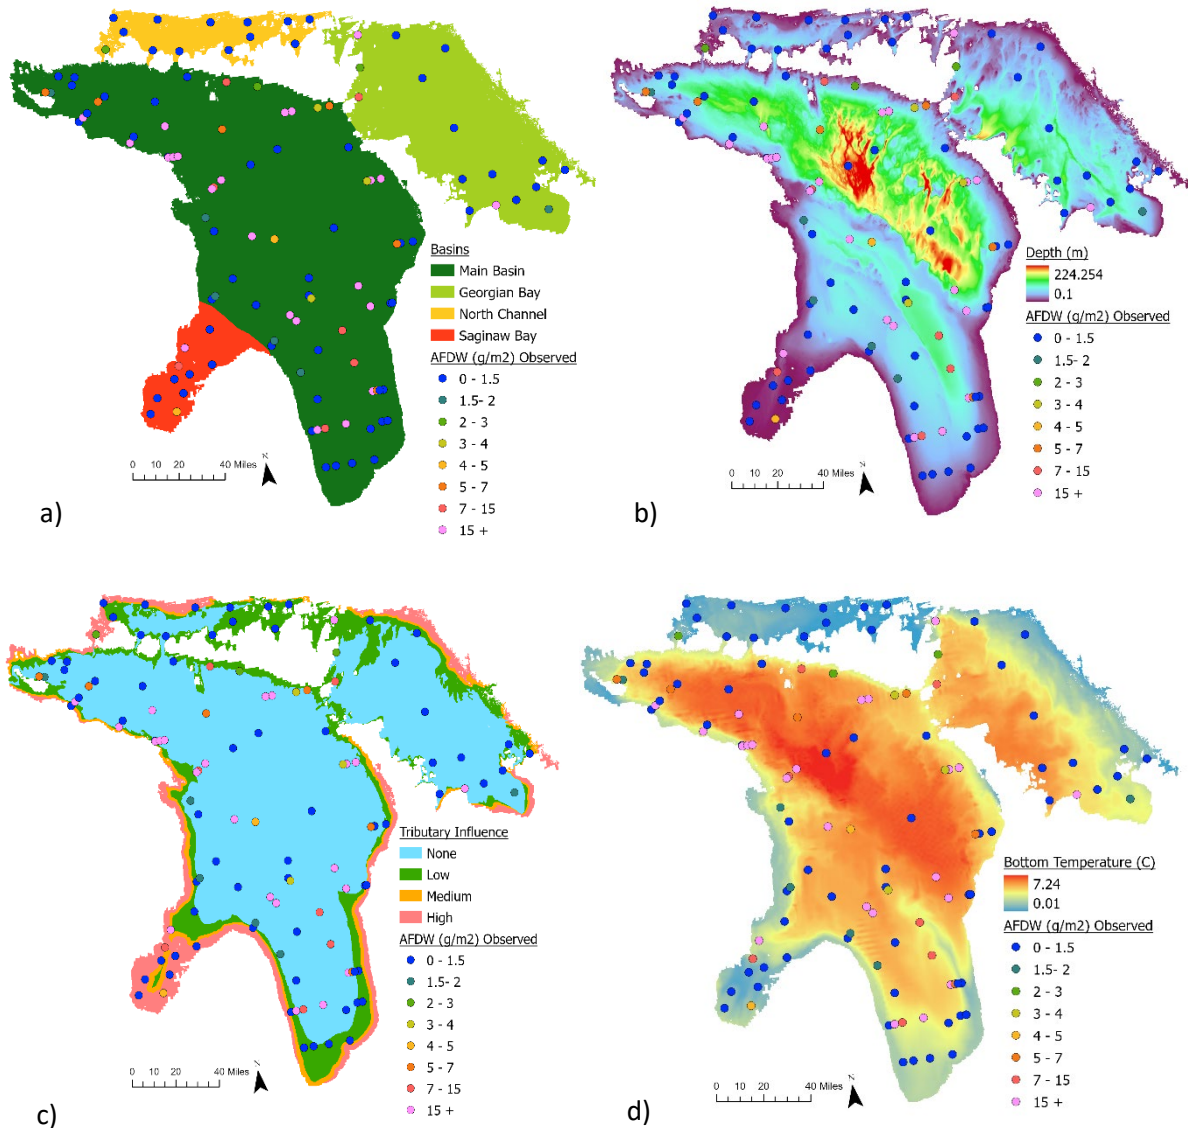 Basins
Main Basin
Georgian Bay
North Channel
Saginaw Bay
AFDW (g/m2) Observed
0 - 1.5
1.5- 2
2 - 3
3 - 4
4 - 5
5 - 7
7 - 15
15 +
0 10 20 40 Miles
N
a)
Depth (m)
224.254
0.1
AFDW (g/m2) Observed
0 - 1.5
1.5- 2
2 - 3
3 - 4
4 - 5
5 - 7
7 - 15
15 +
0 10 20 40 Miles
N
b)
Tributary Influence
None
Low
Medium
High
AFDW (g/m2) Observed
0 - 1.5
1.5- 2
2 - 3
3 - 4
4 - 5
5 - 7
7 - 15
15 +
0 10 20 40 Miles
N
c)
Bottom Temperature (C)
7.24
0.01
AFDW (g/m2) Observed
0 - 1.5
1.5- 2
2 - 3
3 - 4
4 - 5
5 - 7
7 - 15
15 +
0 10 20 40 Miles
N
d)